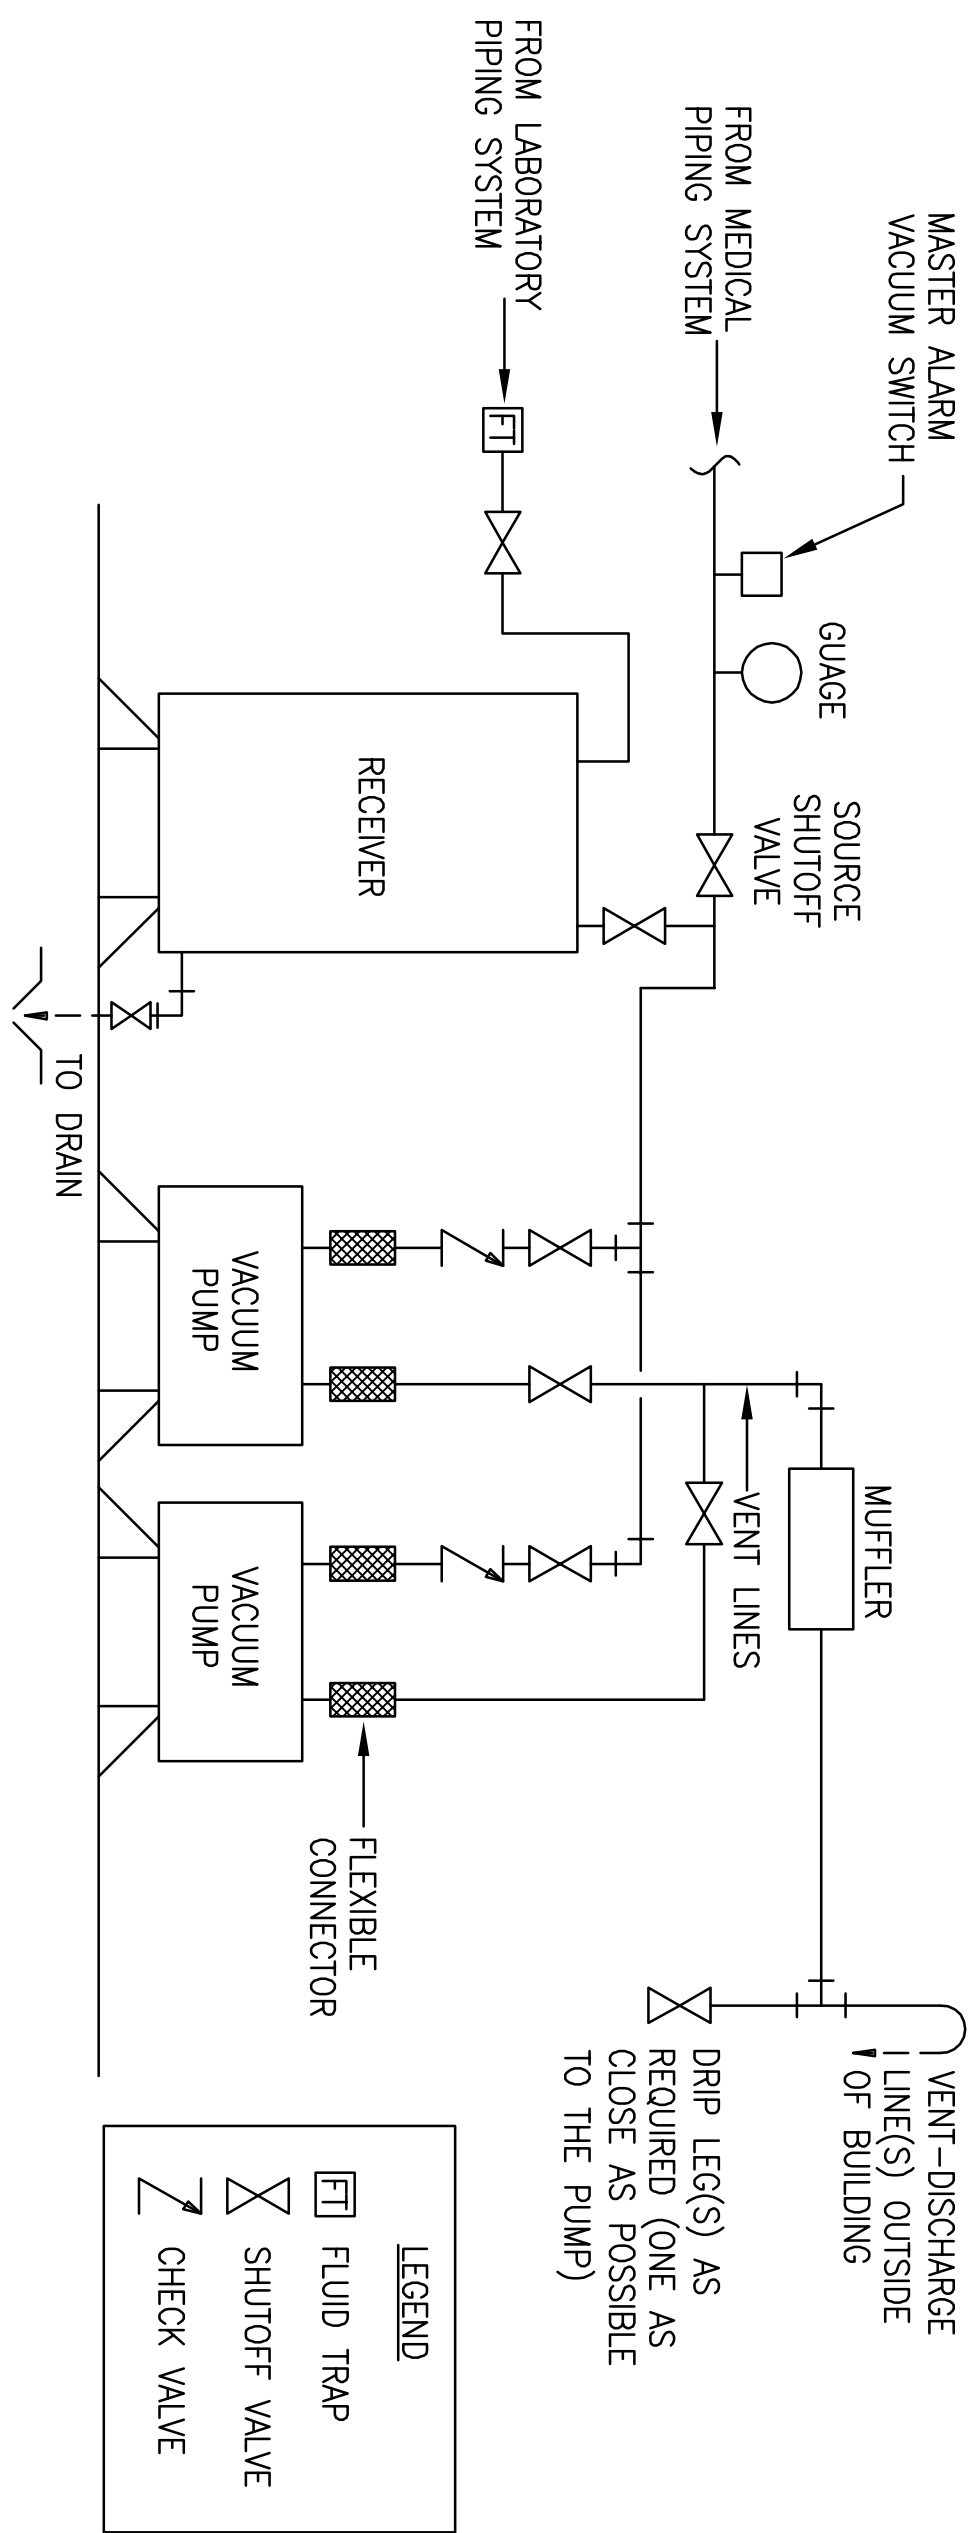 MASTER ALARM
VACUUM SWITCH
FROM MEDICAL
PIPING SYSTEM
FROM LABORATORY
PIPING SYSTEM
FT
GUAGE
SOURCE
SHUTOFF
VALVE
RECEIVER
TO DRAIN
VACUUM
PUMP
VACUUM
PUMP
MUFFLER
VENT LINES
FLEXIBLE
CONNECTOR
VENT-DISCHARGE
LINE(S) OUTSIDE
OF BUILDING
DRIP LEG(S) AS
REQUIRED (ONE AS
CLOSE AS POSSIBLE
TO THE PUMP)
LEGEND
FT FLUID TRAP
SHUTOFF VALVE
CHECK VALVE